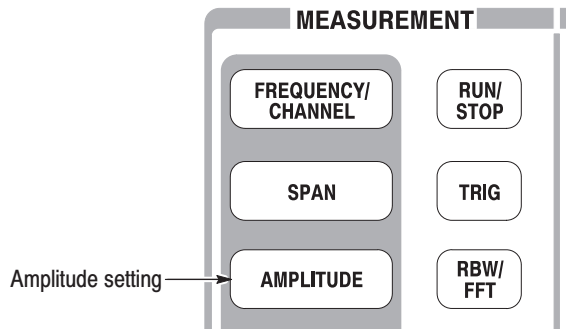 MEASUREMENT
FREQUENCY/
CHANNEL
RUN/
STOP
SPAN
TRIG
Amplitude setting
AMPLITUDE
RBW/
FFT